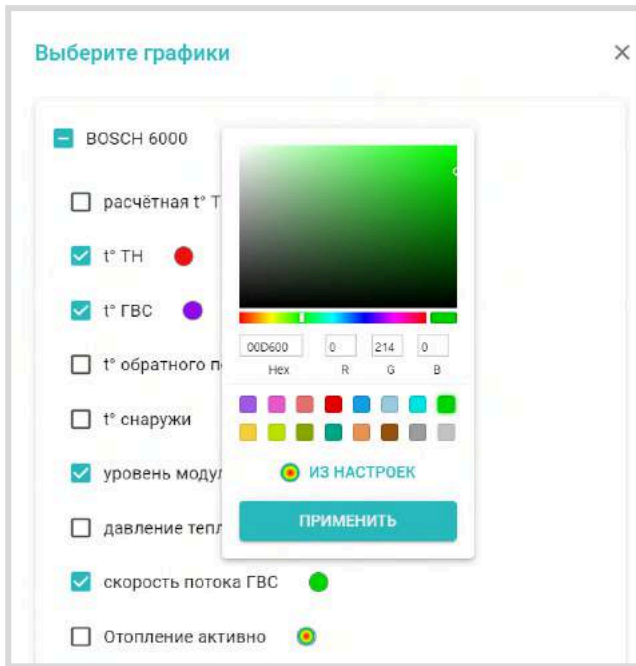 Выберите графики
BOSCH 6000
расчётная t° Т
t° ТН
t° ГВС
00D600 0 214 0
Hex R G B
t° обратного п
t° снаружи
уровень модул
ИЗ НАСТРОЕК
давление тепл
ПРИМЕНИТЬ
скорость потока ГВС
Отопление активно